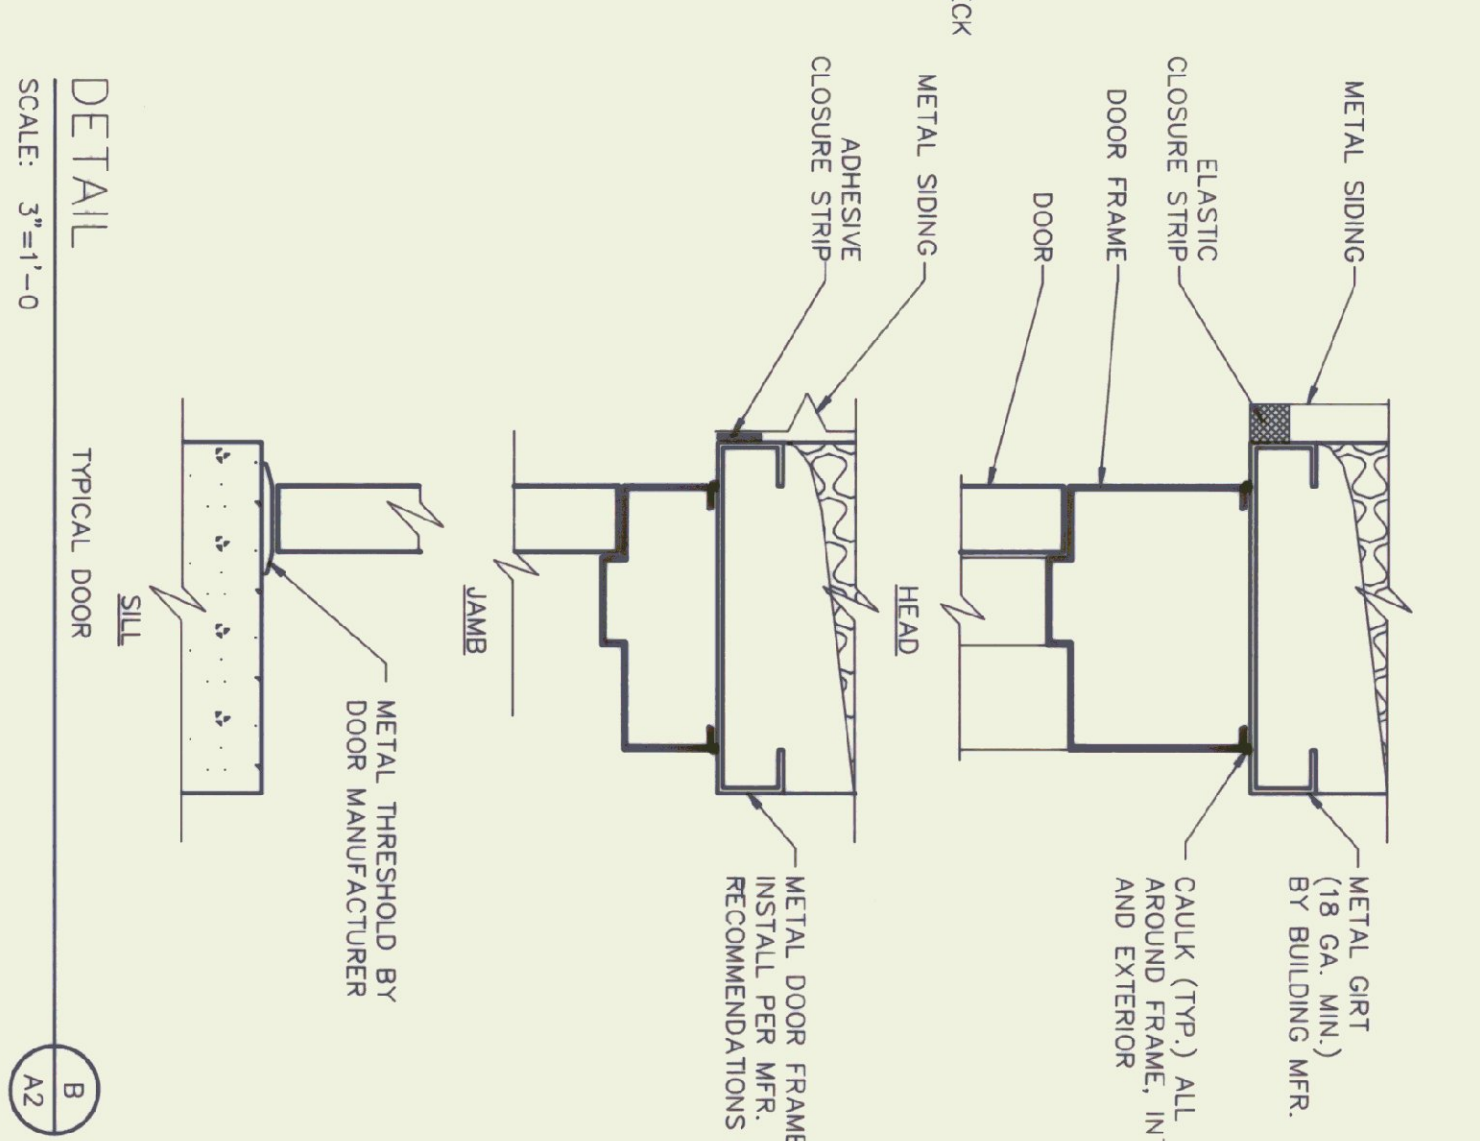 METAL SIDING
ELASTIC
CLOSURE STRIP
DOOR FRAME
DOOR
METAL GIRT
(18 GA. MIN.)
BY BUILDING MFR.
CAULK (TYP.) ALL
AROUND FRAME, INT
AND EXTERIOR
HEAD
ECK
METAL SIDING
ADHESIVE
CLOSURE STRIP
METAL DOOR FRAME
INSTALL PER MFR.
RECOMMENDATIONS
JAMB
METAL THRESHOLD BY
DOOR MANUFACTURER
SILL
DETAIL
TYPICAL DOOR
SCALE: 3"=1'-0
B
A2